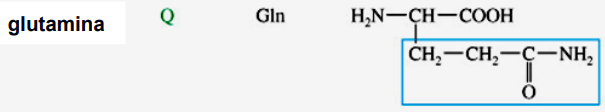 glutamina Q Gln H₂N—CH—COOH
CH₂—CH₂—C—NH₂
O